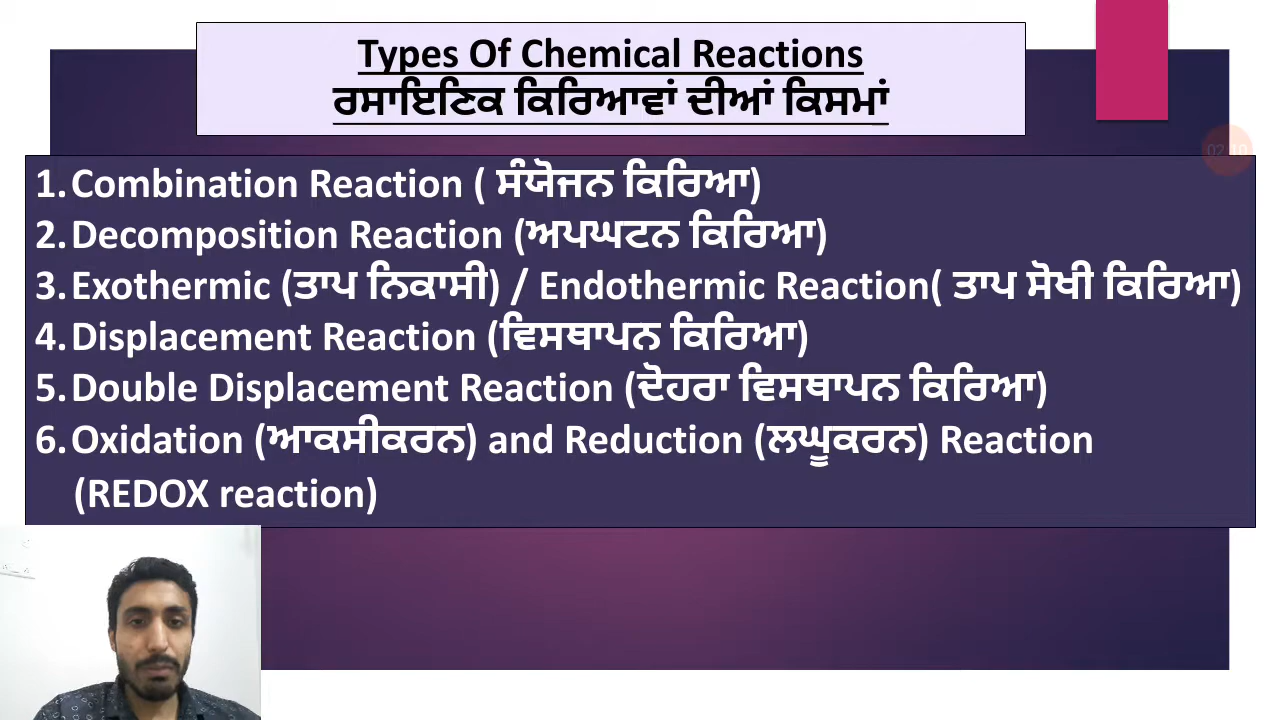 Types Of Chemical Reactions
ਰਸਾਇਣਿਕ ਕਿਰਿਆਵਾਂ ਦੀਆਂ ਕਿਸਮਾਂ
02:10
1. Combination Reaction ( ਸੰਯੋਜਨ ਕਿਰਿਆ)
2. Decomposition Reaction (ਅਪਘਟਨ ਕਿਰਿਆ)
3. Exothermic (ਤਾਪ ਨਿਕਾਸੀ) / Endothermic Reaction( ਤਾਪ ਸੋਖੀ ਕਿਰਿਆ)
4. Displacement Reaction (ਵਿਸਥਾਪਨ ਕਿਰਿਆ)
5. Double Displacement Reaction (ਦੋਹਰਾ ਵਿਸਥਾਪਨ ਕਿਰਿਆ)
6. Oxidation (ਆਕਸੀਕਰਨ) and Reduction (ਲਘੂਕਰਨ) Reaction
(REDOX reaction)